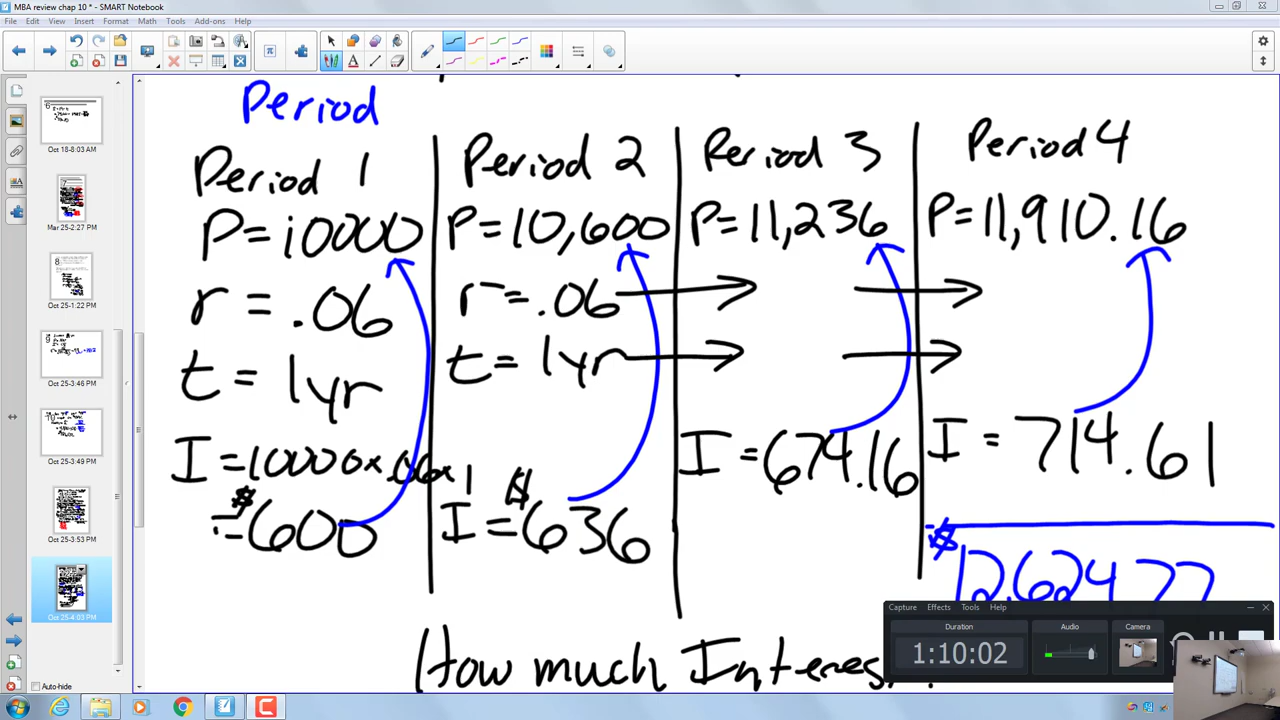 MBA review chap 10 * - SMART Notebook
File Edit View Insert Format Math Tools Add-ons Help
Period
Period 1
P= 10000
r = .06
t = 1yr
I =10000×.06×1
= $600
Period 2
P= 10,600
r = .06
t = 1yr
I = $636
Period 3
P= 11,236
I = 674.16
Period 4
P= 11,910.16
I = 714.61
$12,624.77
How much Interest
Oct 18-8:03 AM
Mar 25-2:27 PM
Oct 25-1:22 PM
Oct 25-3:46 PM
Oct 25-3:49 PM
Oct 25-3:53 PM
Oct 25-4:03 PM
Auto-hide
Capture Effects Tools Help
Duration
1:10:02
Audio
Camera